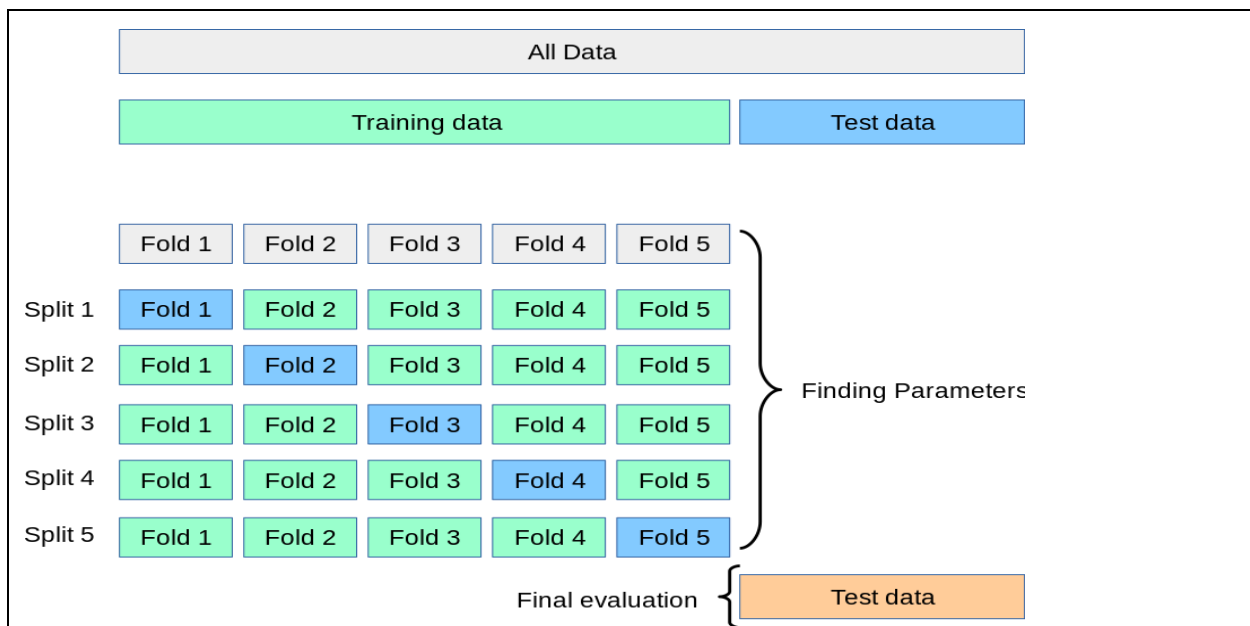 All Data
Training data Test data
Fold 1 Fold 2 Fold 3 Fold 4 Fold 5
Split 1 Fold 1 Fold 2 Fold 3 Fold 4 Fold 5
Split 2 Fold 1 Fold 2 Fold 3 Fold 4 Fold 5
Finding Parameters
Split 3 Fold 1 Fold 2 Fold 3 Fold 4 Fold 5
Split 4 Fold 1 Fold 2 Fold 3 Fold 4 Fold 5
Split 5 Fold 1 Fold 2 Fold 3 Fold 4 Fold 5
Final evaluation Test data